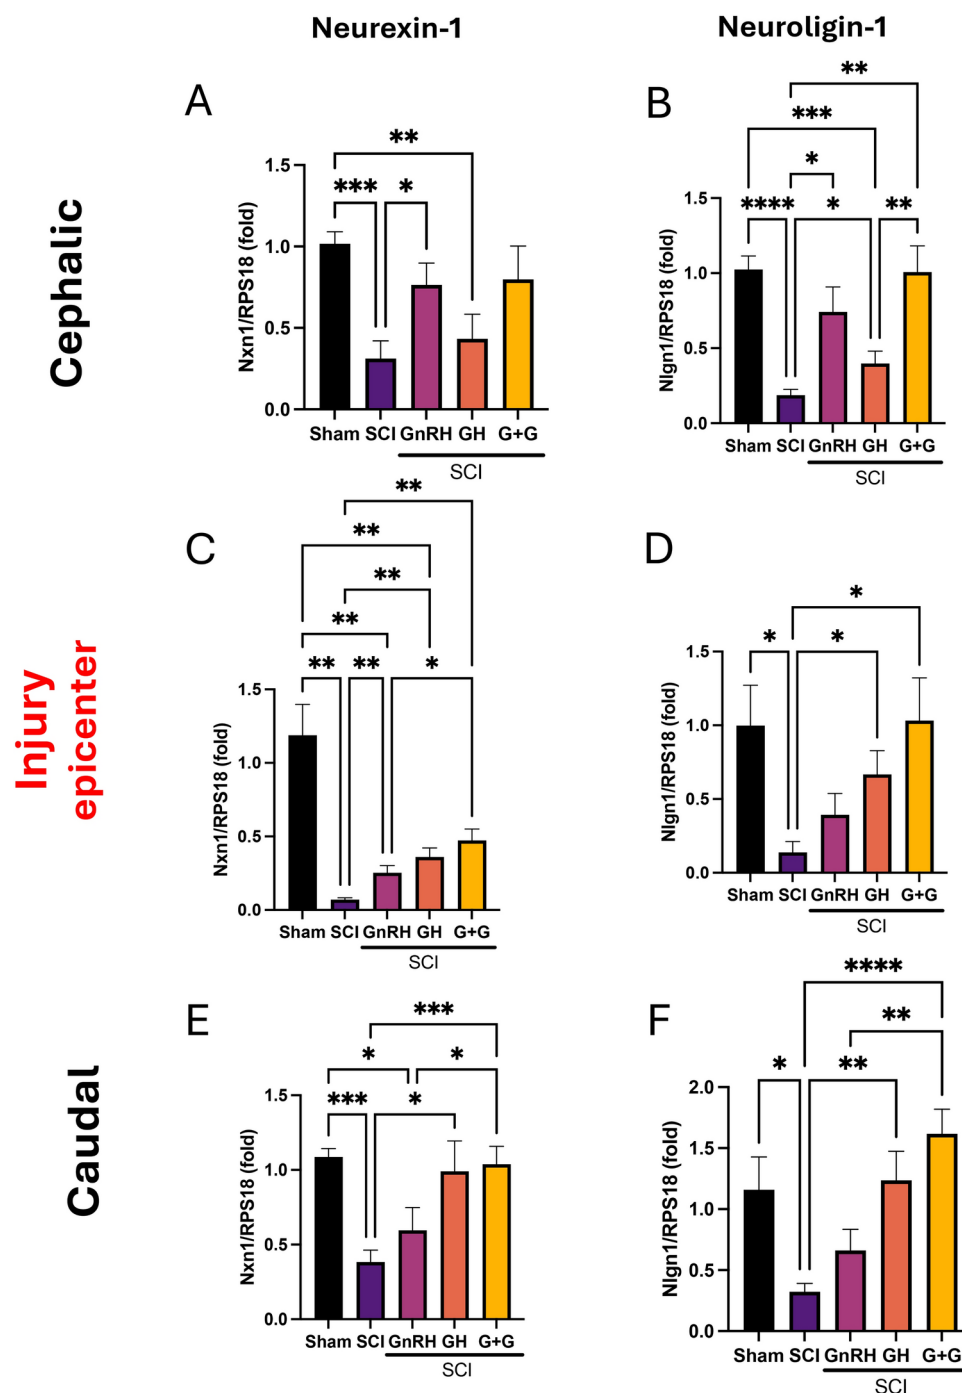 Neurexin-1
Neuroligin-1
Cephalic
A
**
*** *
Nxn1/RPS18 (fold)
1.5
1.0
0.5
0.0
Sham SCI GnRH GH G+G
SCI
B
**
***
*
**** * **
Nlgn1/RPS18 (fold)
1.5
1.0
0.5
0.0
Sham SCI GnRH GH G+G
SCI
Injury
epicenter
C
**
**
**
**
** ** *
Nxn1/RPS18 (fold)
1.5
1.0
0.5
0.0
Sham SCI GnRH GH G+G
SCI
D
*
* *
Nlgn1/RPS18 (fold)
1.5
1.0
0.5
0.0
Sham SCI GnRH GH G+G
SCI
Caudal
E
***
* *
*** *
Nxn1/RPS18 (fold)
1.5
1.0
0.5
0.0
Sham SCI GnRH GH G+G
SCI
F
****
**
* **
Nlgn1/RPS18 (fold)
2.0
1.5
1.0
0.5
0.0
Sham SCI GnRH GH G+G
SCI